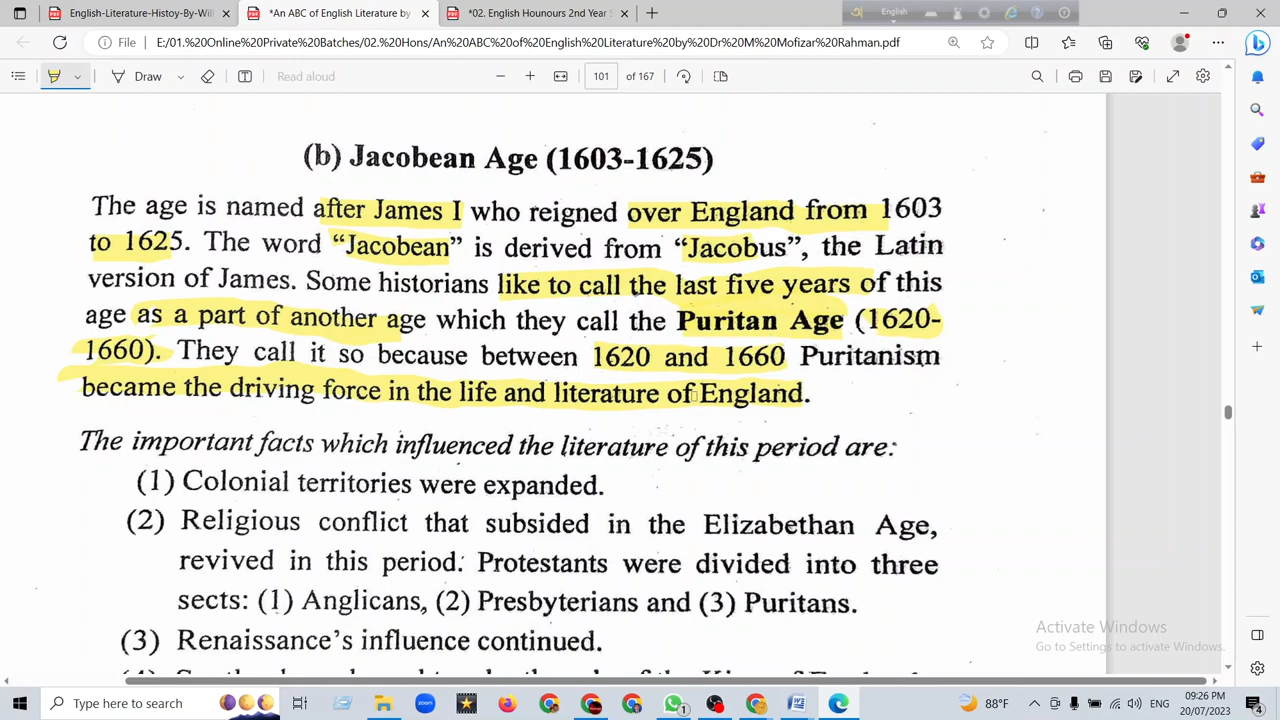 English-Literature-Histoy-By-Wil
*An ABC of English Literature by
*02. English Hounours 2nd Year S
English
File
E:/01.%20Online%20Private%20Batches/02.%20Hons/An%20ABC%20of%20English%20Literature%20by%20Dr%20M%20Mofizar%20Rahman.pdf
Draw
Read aloud
101 of 167
(b) Jacobean Age (1603-1625)
The age is named after James I who reigned over England from 1603
to 1625. The word “Jacobean” is derived from “Jacobus”, the Latin
version of James. Some historians like to call the last five years of this
age as a part of another age which they call the Puritan Age (1620-
1660). They call it so because between 1620 and 1660 Puritanism
became the driving force in the life and literature of England.
The important facts which influenced the literature of this period are:
(1) Colonial territories were expanded.
(2) Religious conflict that subsided in the Elizabethan Age,
revived in this period. Protestants were divided into three
sects: (1) Anglicans, (2) Presbyterians and (3) Puritans.
(3) Renaissance’s influence continued.
Activate Windows
Go to Settings to activate Windows.
Type here to search
zoom
88°F
ENG
09:26 PM
20/07/2023